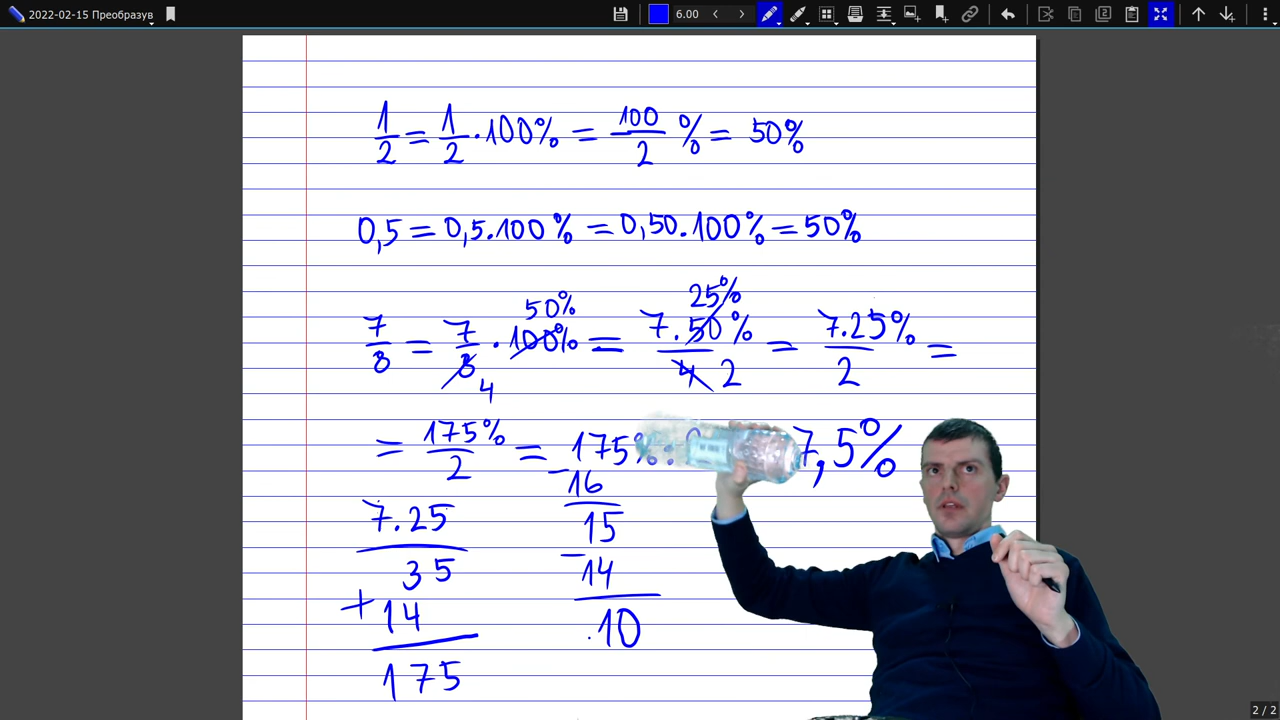 2022-02-15 Преобразув
6.00
1/2 = 1/2 · 100% = 100/2 % = 50%
0,5 = 0,5.100% = 0,50.100% = 50%
50% 25%
7/8 = 7/8 · 100% = 7.50%/4 = 7.25%/2 =
4 2
= 175%/2 = 175% : 7,5%
-16
7.25 15
35 -14
+14 10
175
2 / 2